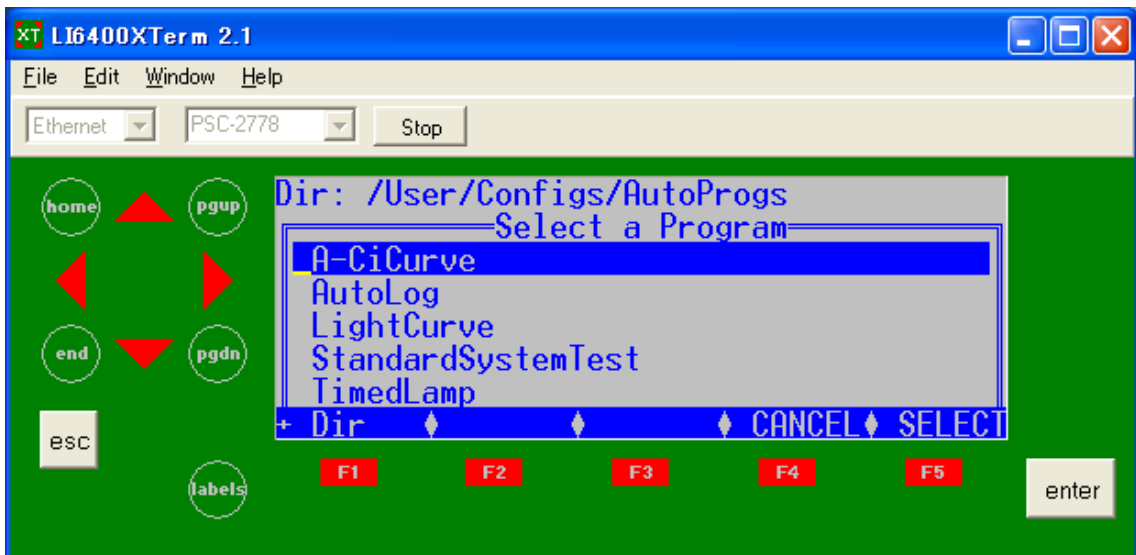 XT LI6400XTerm 2.1
File Edit Window Help
Ethernet PSC-2778 Stop
Dir: /User/Configs/AutoProgs
Select a Program
home pgup
A-CiCurve
AutoLog
LightCurve
end pgdn
StandardSystemTest
TimedLamp
+ Dir CANCEL SELECT
esc
F1 F2 F3 F4 F5
labels
enter